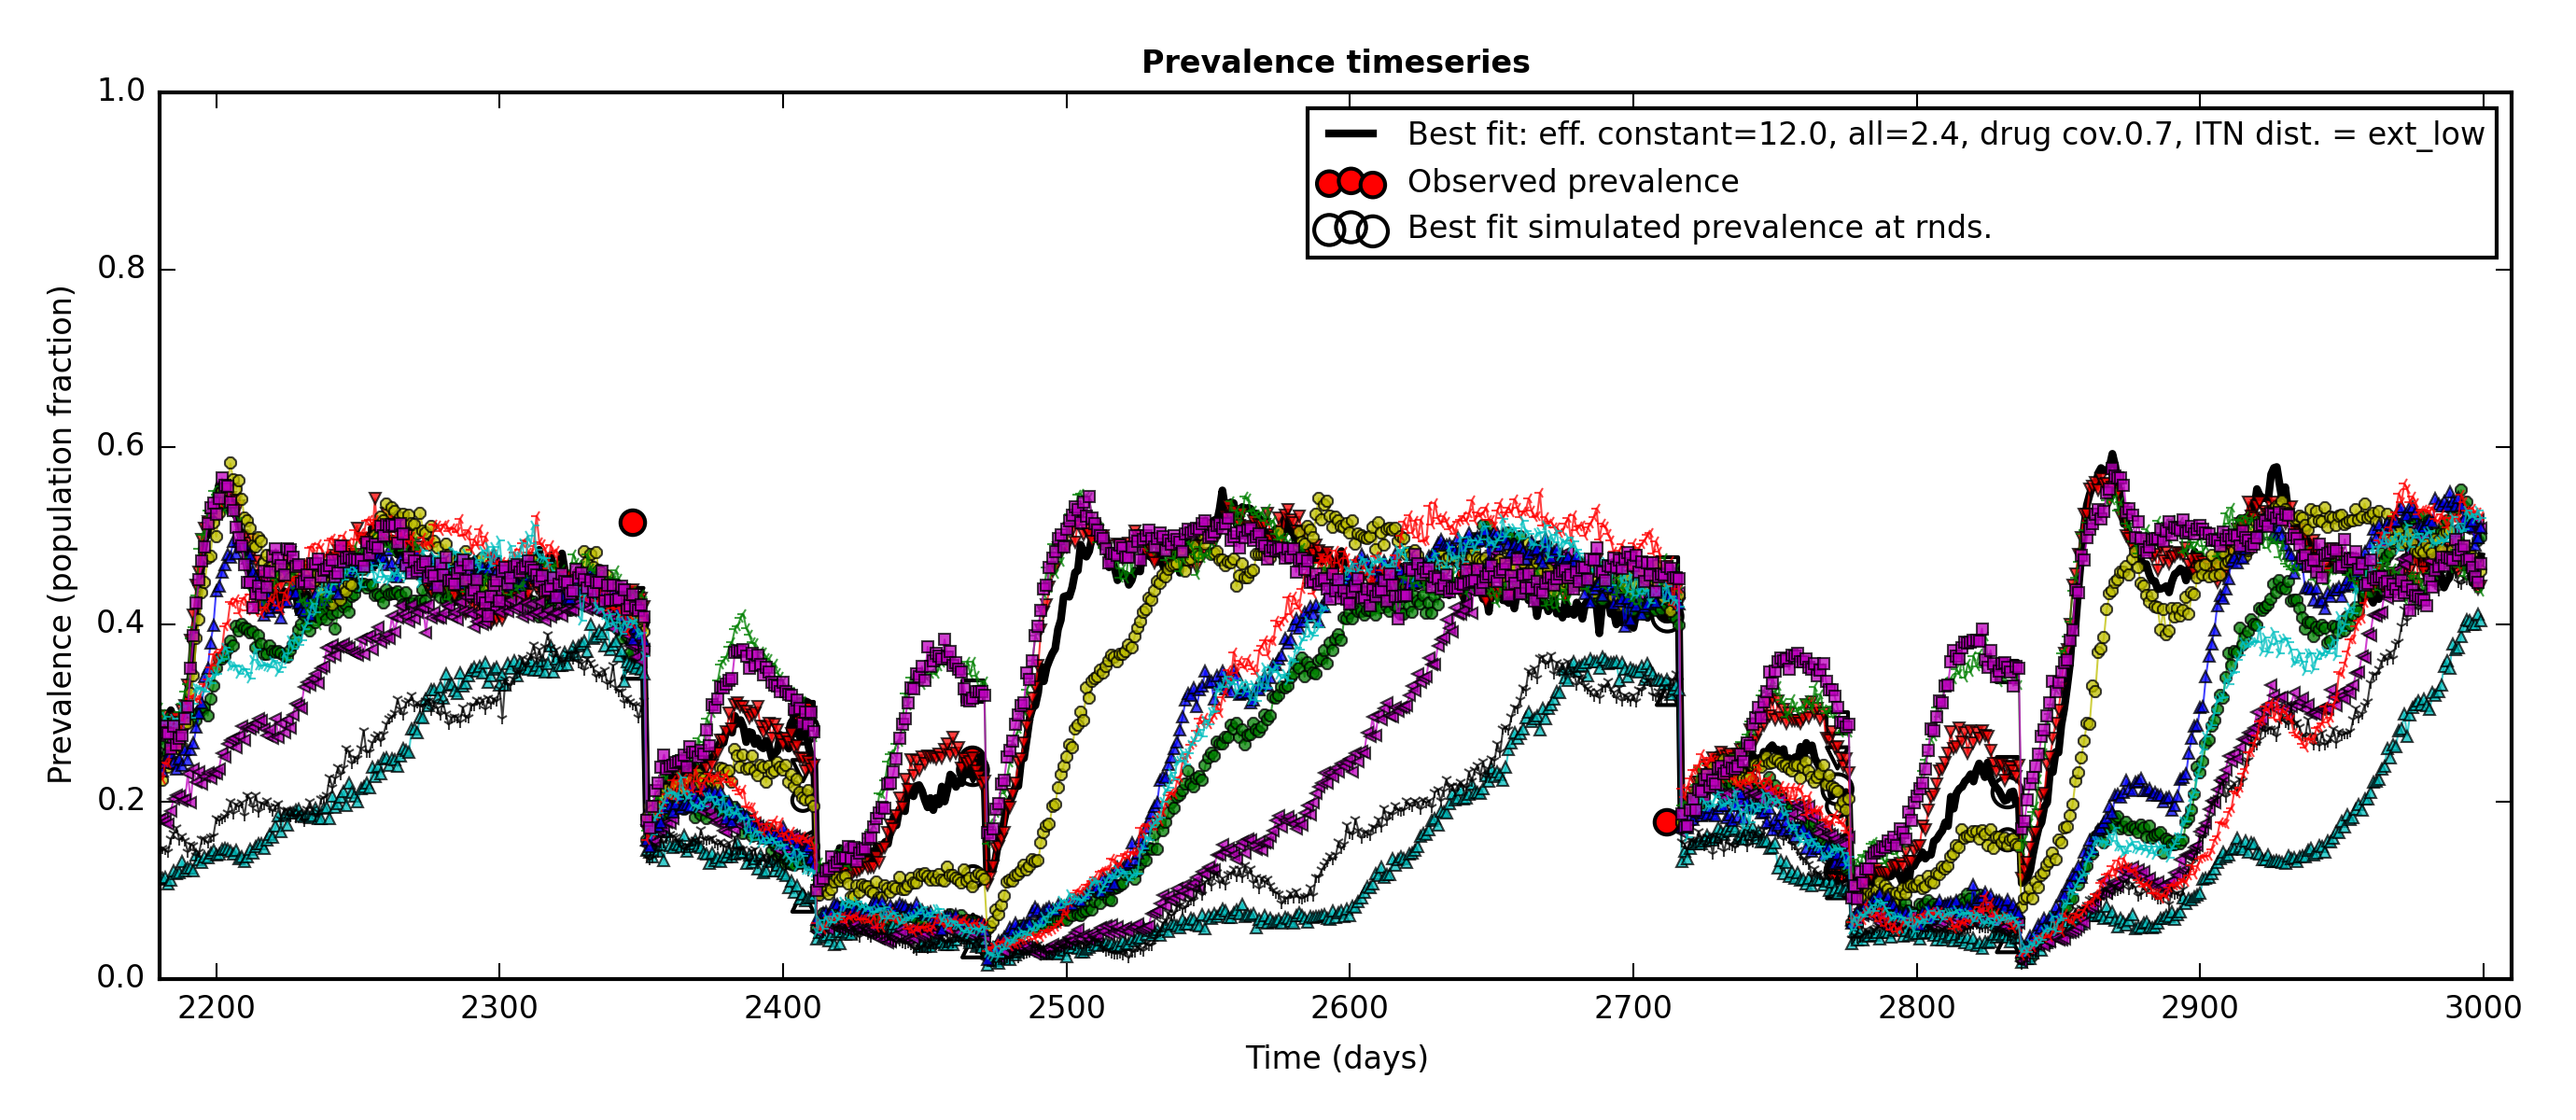 Prevalence timeseries
1.0
0.8
0.6
0.4
0.2
0.0
Prevalence (population fraction)
Best fit: eff. constant=12.0, all=2.4, drug cov.0.7, ITN dist. = ext_low
Observed prevalence
Best fit simulated prevalence at rnds.
2200 2300 2400 2500 2600 2700 2800 2900 3000
Time (days)